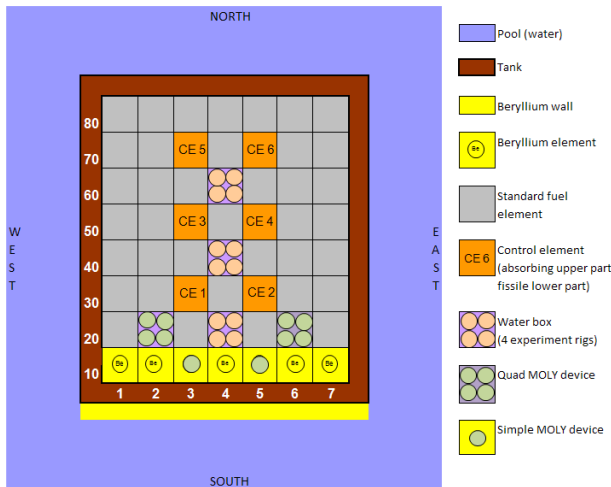 NORTH
Pool (water)
Tank
Beryllium wall
80
Be
Beryllium element
70
CE 5
CE 6
60
Standard fuel
element
W
E
S
T
E
A
S
T
50
CE 3
CE 4
40
CE 6
Control element
(absorbing upper part
fissile lower part)
30
CE 1
CE 2
20
Water box
(4 experiment rigs)
10
Be
Be
Be
Be
Be
Quad MOLY device
1
2
3
4
5
6
7
Simple MOLY device
SOUTH